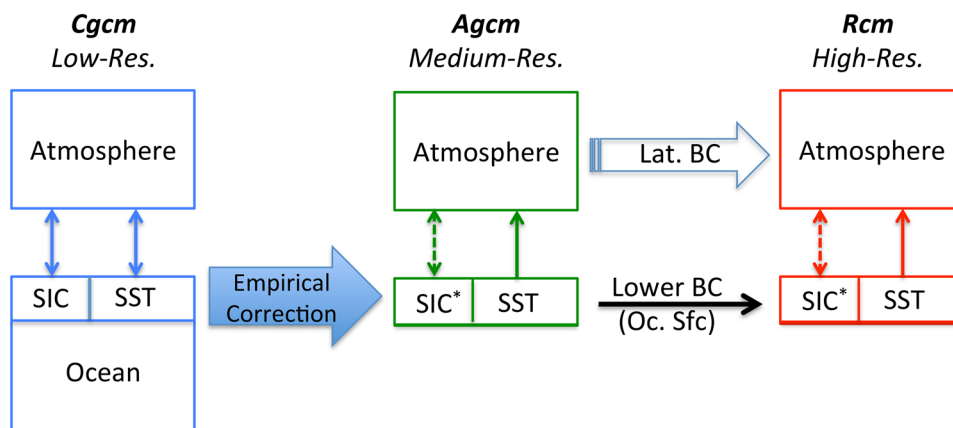 Cgcm
Low-Res.
Agcm
Medium-Res.
Rcm
High-Res.
Atmosphere
Atmosphere
Lat. BC
Atmosphere
SIC
SST
Empirical
Correction
SIC*
SST
Lower BC
(Oc. Sfc)
SIC*
SST
Ocean